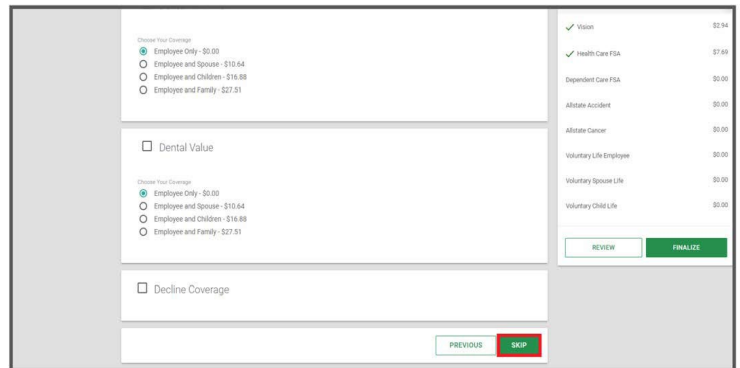 Choose Your Coverage
Employee Only - $0.00
Employee and Spouse - $10.64
Employee and Children - $16.88
Employee and Family - $27.51
Dental Value
Choose Your Coverage
Employee Only - $0.00
Employee and Spouse - $10.64
Employee and Children - $16.88
Employee and Family - $27.51
Decline Coverage
PREVIOUS SKIP
Vision $2.94
Health Care FSA $7.69
Dependent Care FSA $0.00
Allstate Accident $0.00
Allstate Cancer $0.00
Voluntary Life Employee $0.00
Voluntary Spouse Life $0.00
Voluntary Child Life $0.00
REVIEW FINALIZE